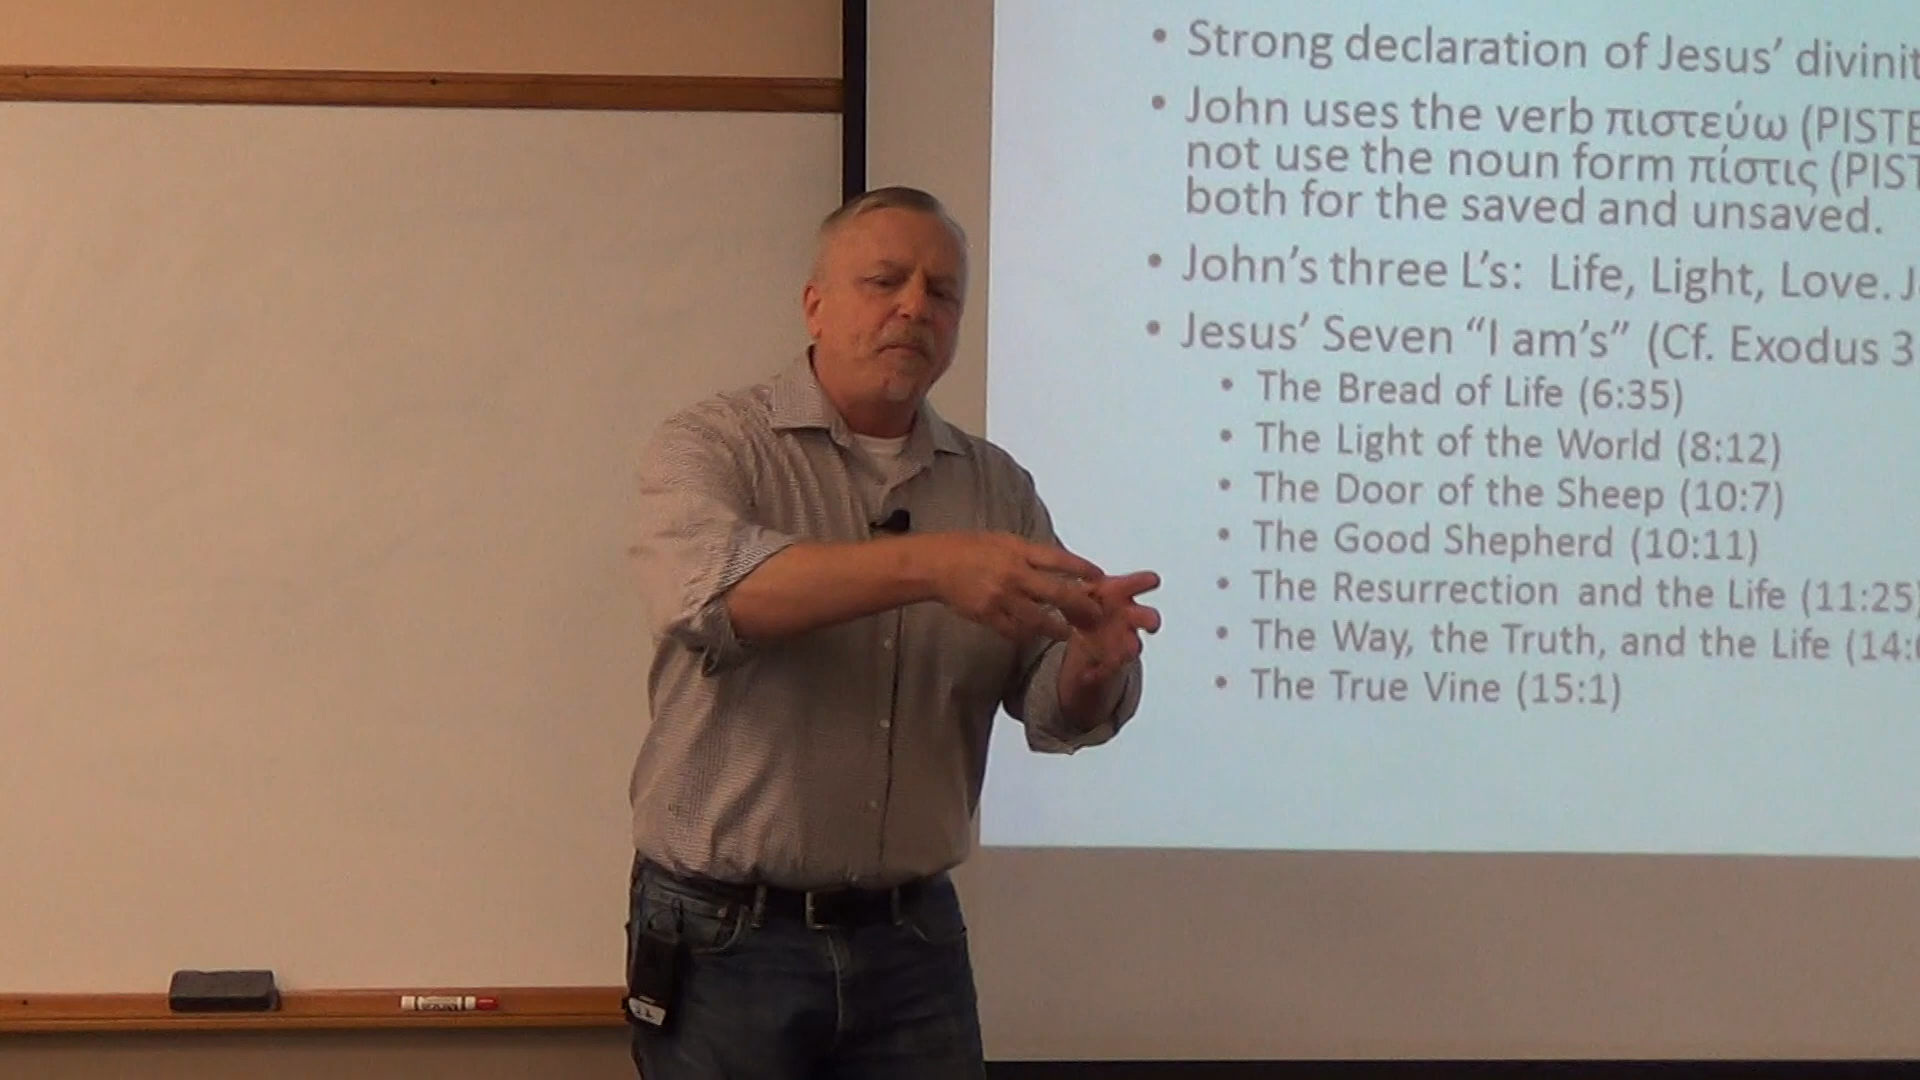 • Strong declaration of Jesus’ divinit
• John uses the verb πιστεύω (PISTE
not use the noun form πίστις (PIST
both for the saved and unsaved.
• John’s three L’s: Life, Light, Love. J
• Jesus’ Seven “I am’s” (Cf. Exodus 3
• The Bread of Life (6:35)
• The Light of the World (8:12)
• The Door of the Sheep (10:7)
• The Good Shepherd (10:11)
• The Resurrection and the Life (11:25)
• The Way, the Truth, and the Life (14:6
• The True Vine (15:1)